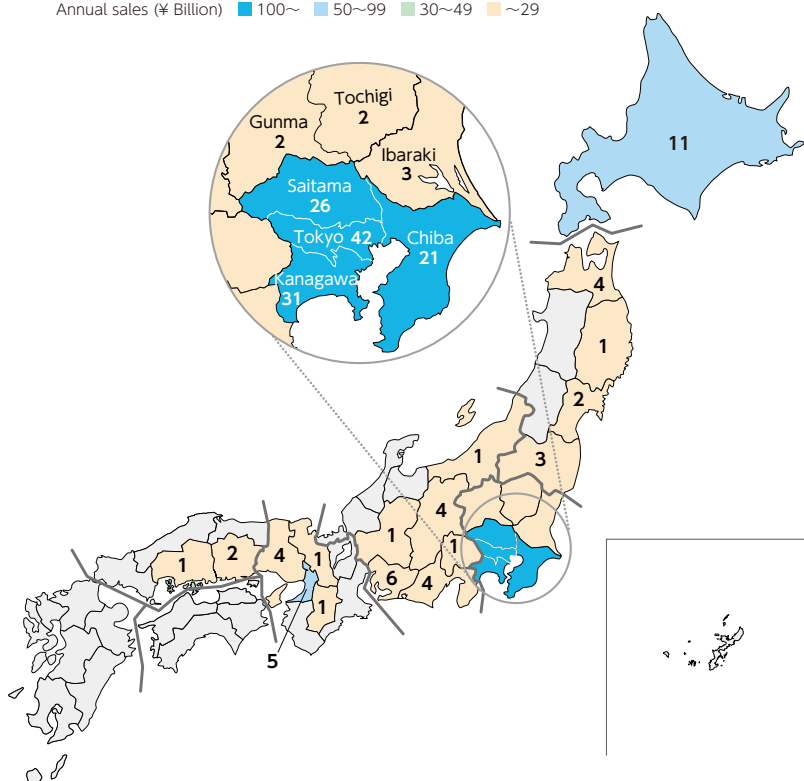 Annual sales (¥ Billion) 100～ 50～99 30～49 ～29
Tochigi
2
Gunma
2
Ibaraki
3
Saitama
26
Tokyo 42
Chiba
21
Kanagawa
31
11
4
1
2
3
1
4
1
1
6
4
4
1
2
1
1
5